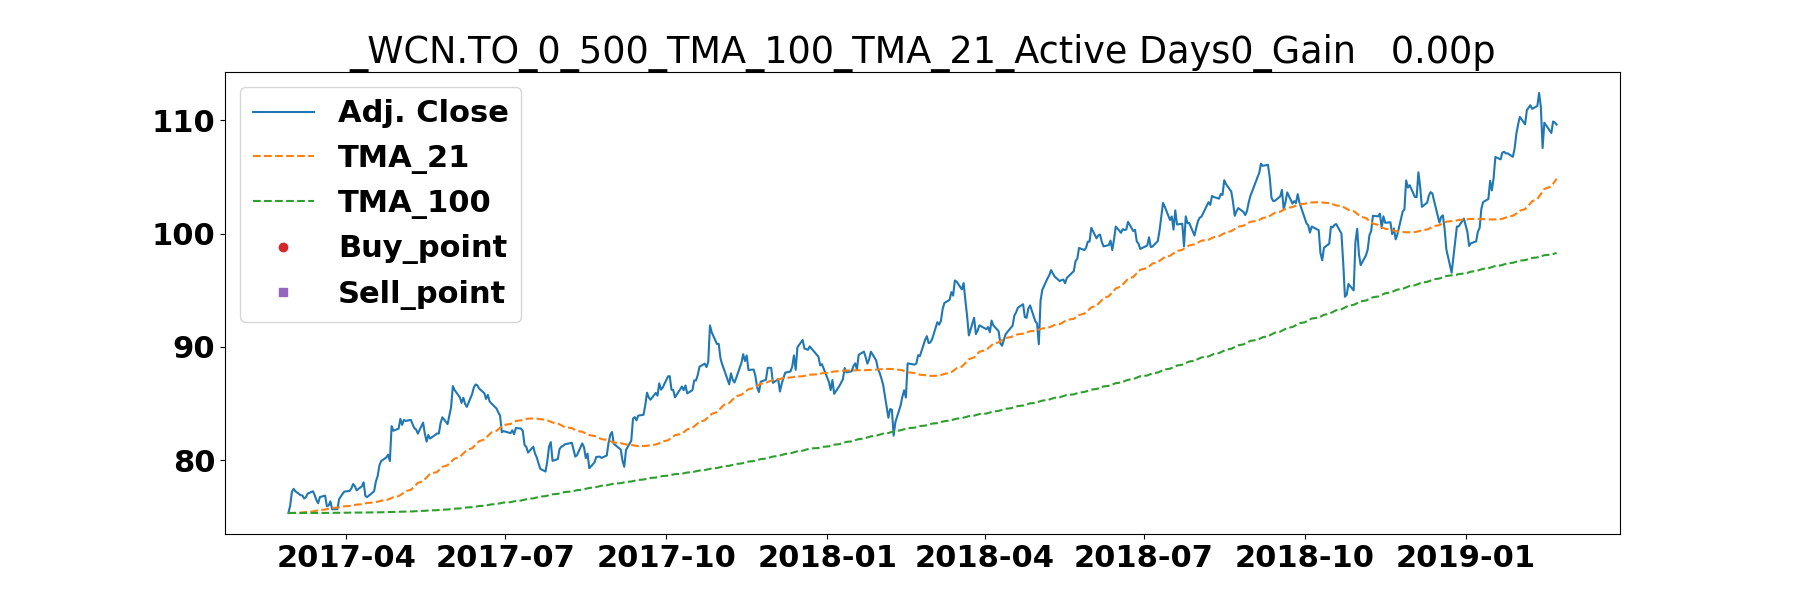 _WCN.TO_0_500_TMA_100_TMA_21_Active Days0_Gain   0.00p
Adj. Close
TMA_21
TMA_100
Buy_point
Sell_point
110
100
90
80
2017-04 2017-07 2017-10 2018-01 2018-04 2018-07 2018-10 2019-01